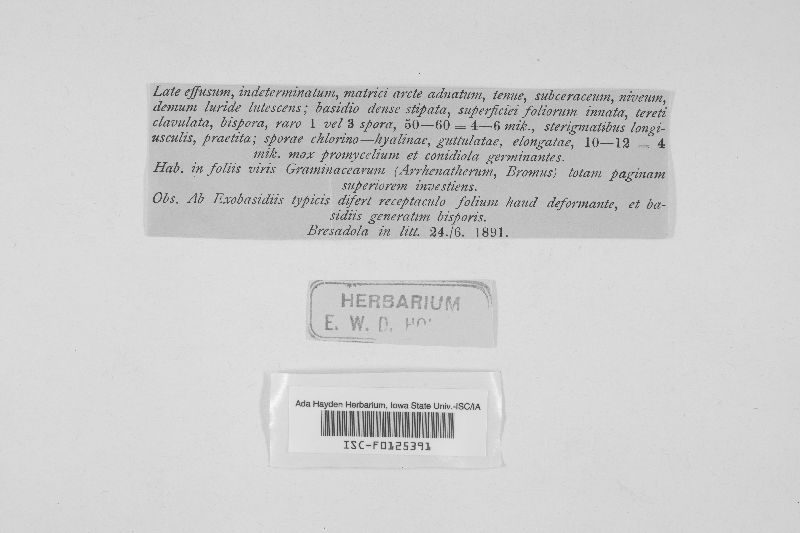 Late effusum, indeterminatum, matrici arcte adnatum, tenue, subceraceum, niveum,
demum luride lutescens; basidio dense stipata, superficiei foliorum innata, tereti
clavulata, bispora, raro 1 vel 3 spora, 50—60 = 4—6 mik., sterigmatibus longi-
usculis, praetita; sporae chlorino—hyalinae, guttulatae, elongatae, 10—12 = 4
mik. mox promycelium et conidiola germinantes.
Hab. in foliis viris Graminacearum (Arrhenatherum, Bromus) totam paginam
superiorem investiens.
Obs. Ab Exobasidiis typicis difert receptaculo folium haud deformante, et ba-
sidiis generatim bisporis.
Bresadola in litt. 24./6. 1891.
HERBARIUM
E. W. D.
Ada Hayden Herbarium, Iowa State Univ.-ISC/IA
ISC-F0125391